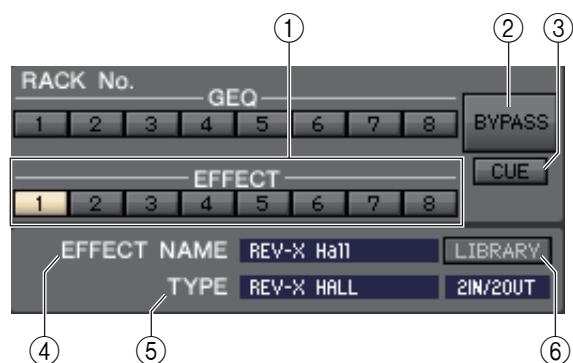 ① ② ③
RACK No.
GEQ
1 2 3 4 5 6 7 8 BYPASS
CUE
EFFECT
1 2 3 4 5 6 7 8
EFFECT NAME REV-X Hall LIBRARY
TYPE REV-X HALL 2IN/2OUT
④ ⑤ ⑥